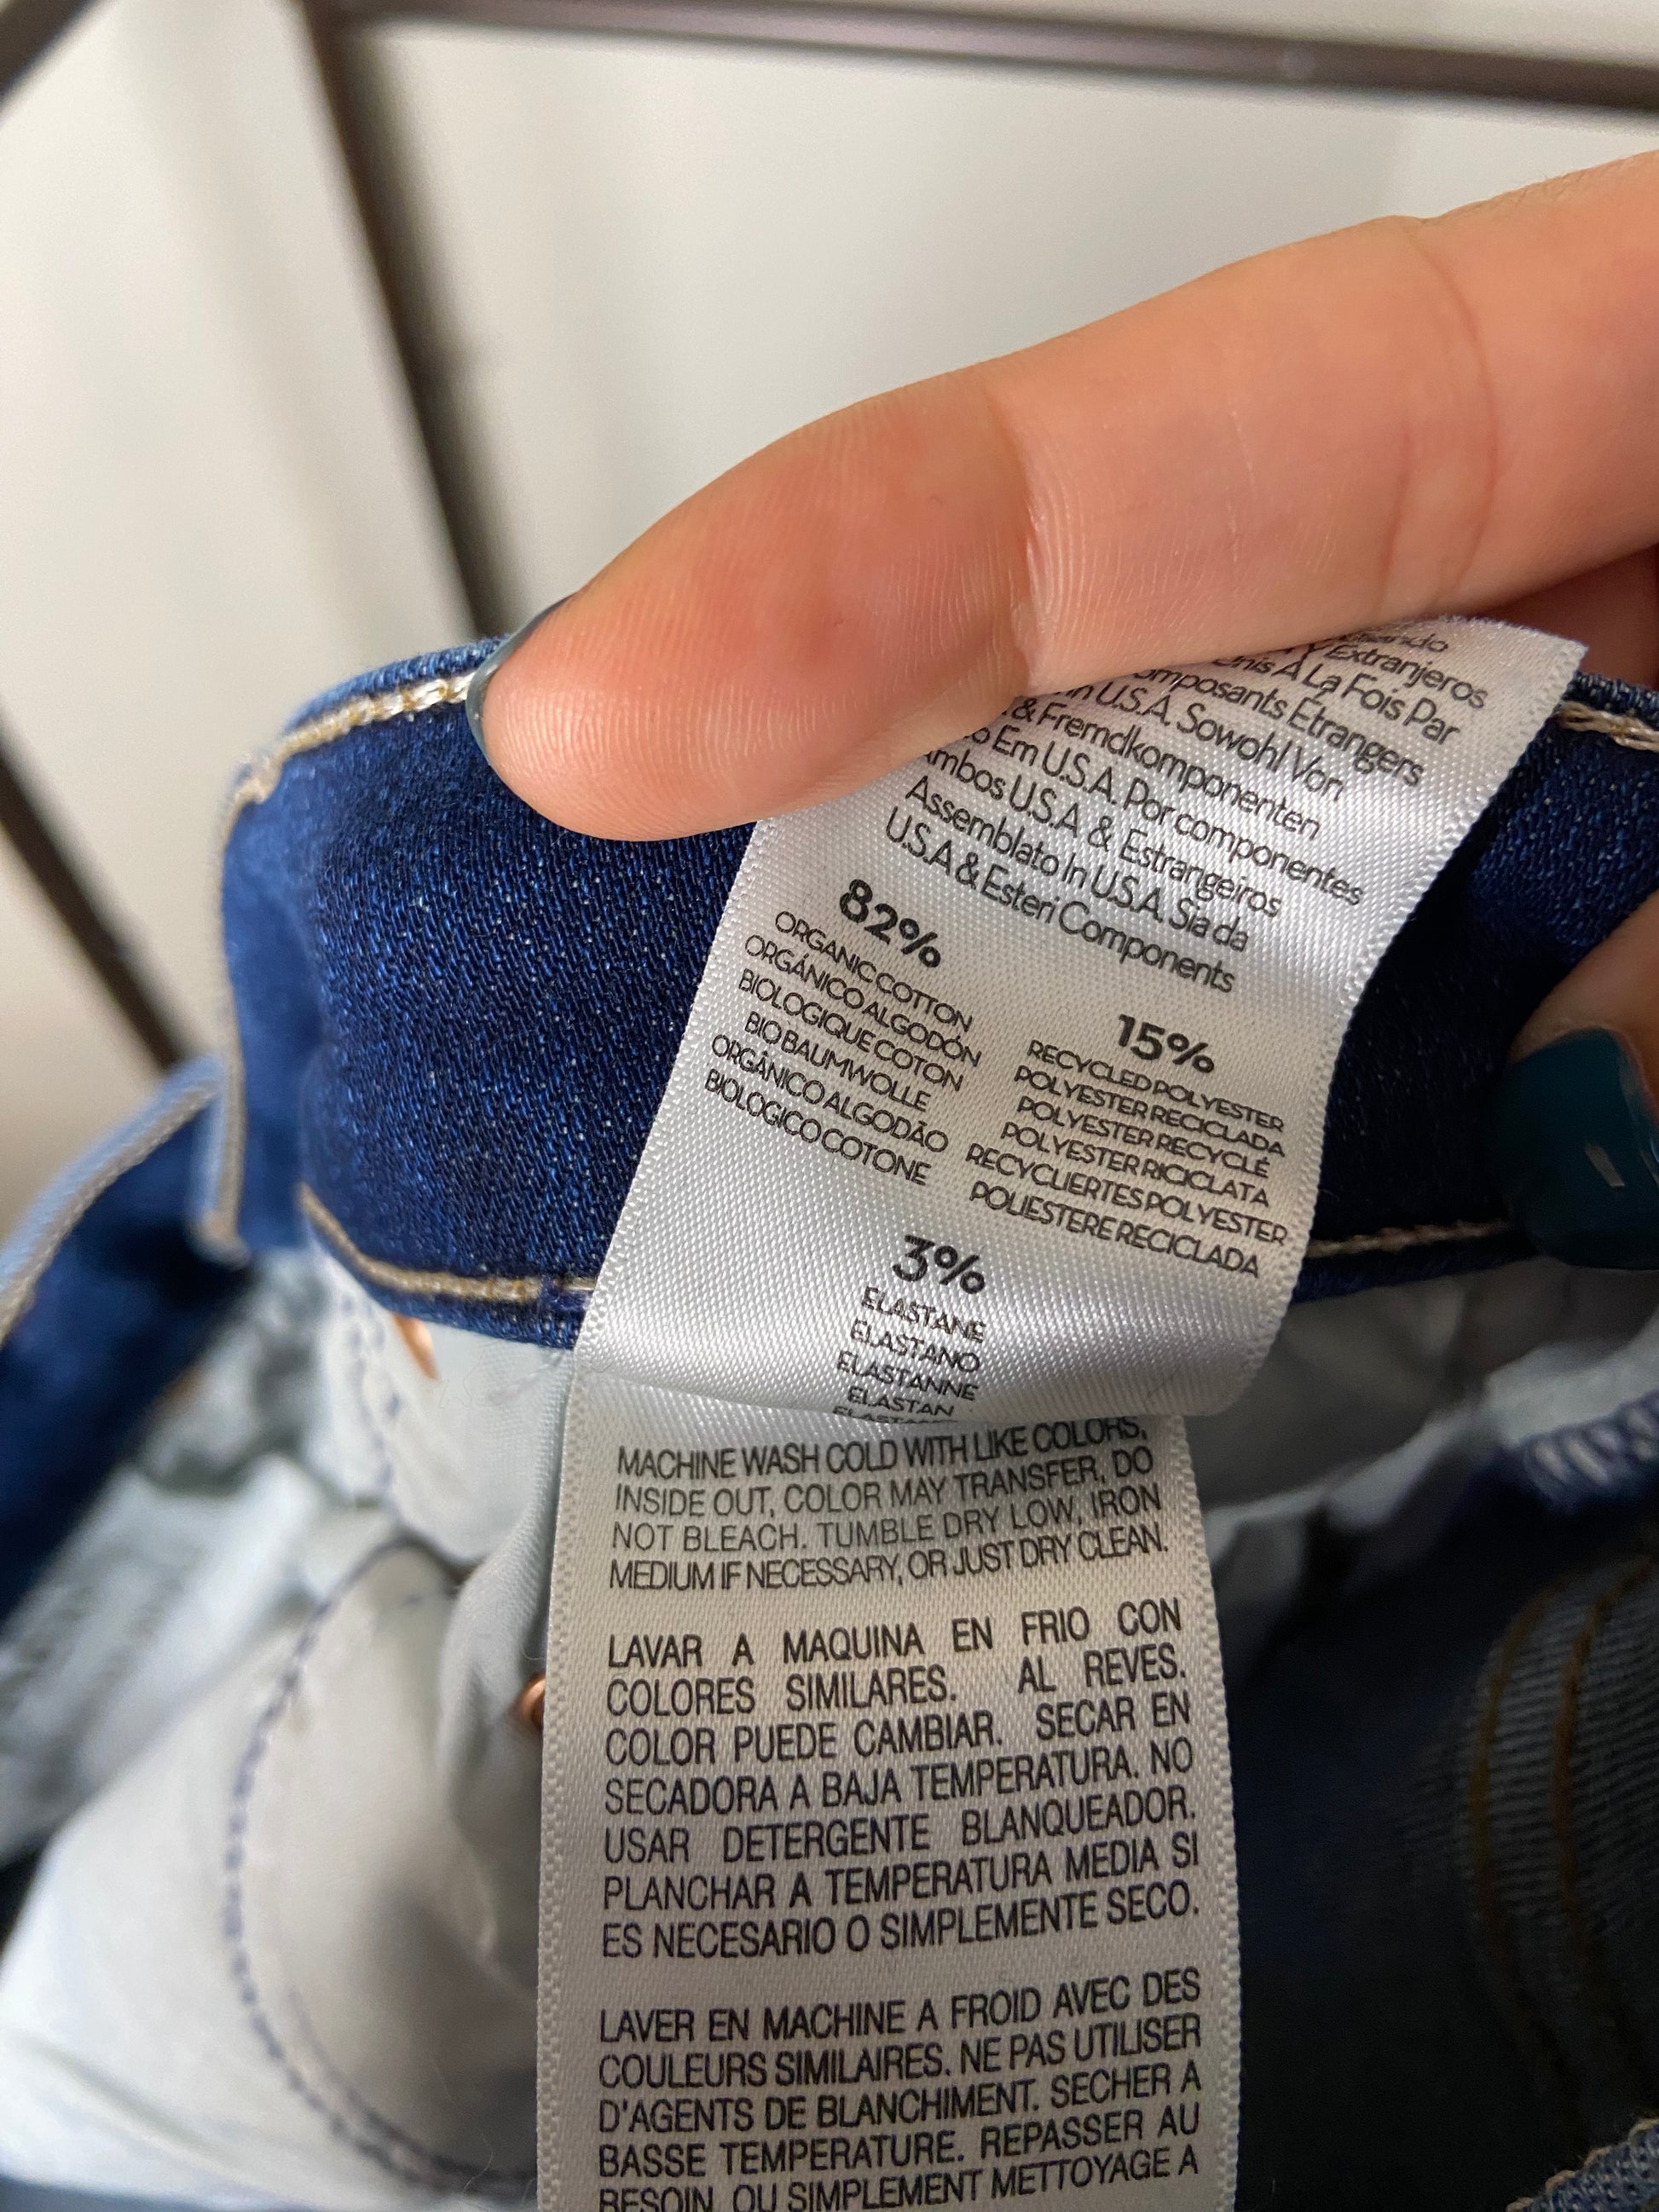 Extranjeros
Unis À La Fois Par
Composants Étrangers
In U.S.A. Sowohl Von
& Fremdkomponenten
Em U.S.A. Por componentes
Ambos U.S.A & Estrangeiros
Assemblato In U.S.A. Sia da
U.S.A & Esteri Components
82%
ORGANIC COTTON
ORGÁNICO ALGODÓN
BIOLOGIQUE COTON
BIO BAUMWOLLE
ORGÂNICO ALGODÃO
BIOLOGICO COTONE
15%
RECYCLED POLYESTER
POLYESTER RECICLADA
POLYESTER RECYCLÉ
POLYESTER RICICLATA
RECYCLIERTES POLYESTER
POLIESTERE RECICLADA
3%
ELASTANE
ELASTANO
ELASTANNE
ELASTAN
MACHINE WASH COLD WITH LIKE COLORS,
INSIDE OUT, COLOR MAY TRANSFER, DO
NOT BLEACH. TUMBLE DRY LOW, IRON
MEDIUM IF NECESSARY, OR JUST DRY CLEAN.
LAVAR A MAQUINA EN FRIO CON
COLORES SIMILARES. AL REVES.
COLOR PUEDE CAMBIAR. SECAR EN
SECADORA A BAJA TEMPERATURA. NO
USAR DETERGENTE BLANQUEADOR.
PLANCHAR A TEMPERATURA MEDIA SI
ES NECESARIO O SIMPLEMENTE SECO.
LAVER EN MACHINE A FROID AVEC DES
COULEURS SIMILAIRES. NE PAS UTILISER
D'AGENTS DE BLANCHIMENT. SECHER A
BASSE TEMPERATURE. REPASSER AU
BESOIN, OU SIMPLEMENT METTOYAGE A